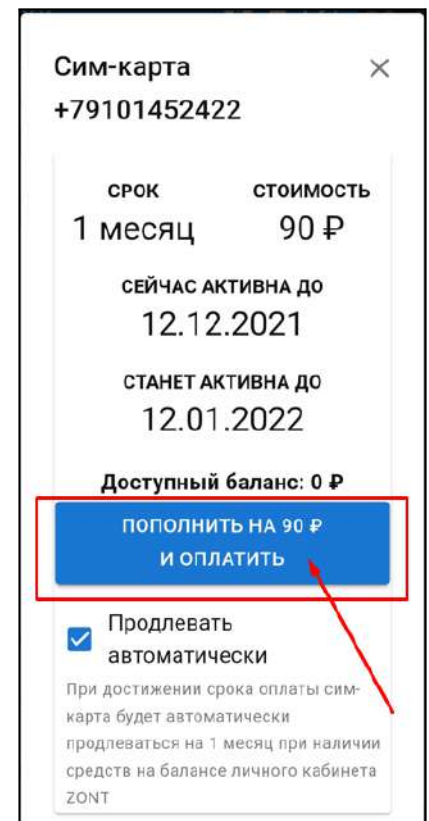 Сим-карта
+79101452422
СРОК СТОИМОСТЬ
1 месяц 90 ₽
СЕЙЧАС АКТИВНА ДО
12.12.2021
СТАНЕТ АКТИВНА ДО
12.01.2022
Доступный баланс: 0 ₽
ПОПОЛНИТЬ НА 90 ₽
И ОПЛАТИТЬ
Продлевать
автоматически
При достижении срока оплаты сим-
карта будет автоматически
продлеваться на 1 месяц при наличии
средств на балансе личного кабинета
ZONT